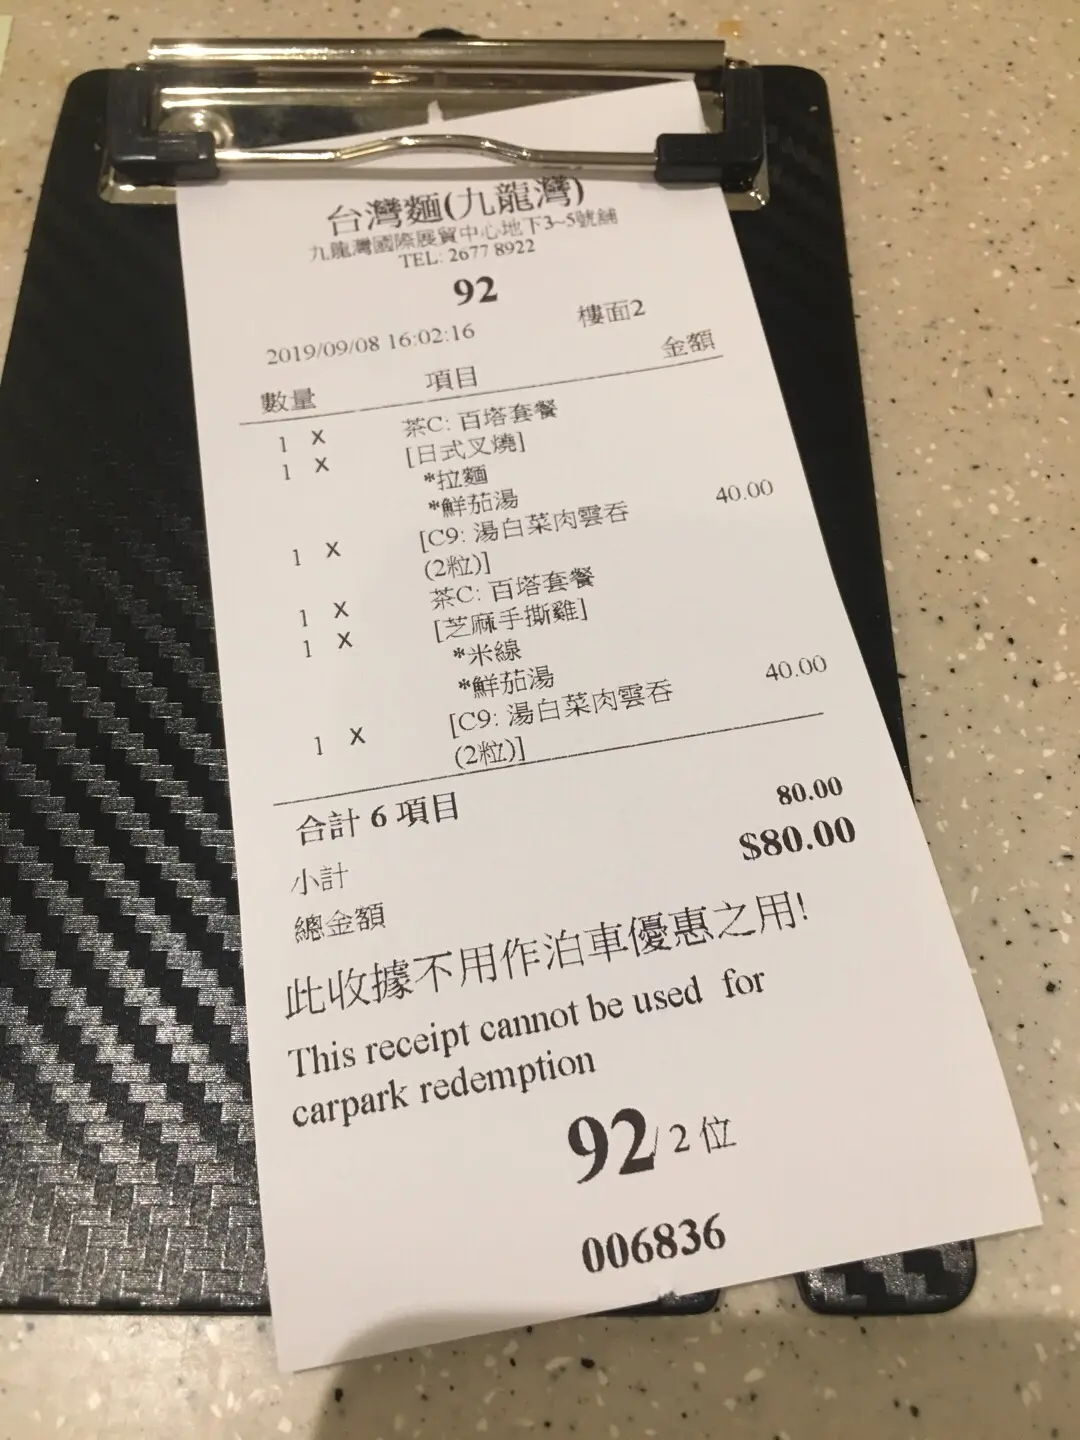 台灣麵(九龍灣)
九龍灣國際展貿中心地下3~5號舖
TEL: 2677 8922
92
2019/09/08 16:02:16 樓面2
數量 項目 金額
1 X 茶C: 百塔套餐
1 X [日式叉燒]
*拉麵
*鮮茄湯
1 X [C9: 湯白菜肉雲吞 40.00
(2粒)]
1 X 茶C: 百塔套餐
1 X [芝麻手撕雞]
*米線
*鮮茄湯
1 X [C9: 湯白菜肉雲吞 40.00
(2粒)]
合計 6 項目
小計 80.00
總金額 $80.00
此收據不用作泊車優惠之用!
This receipt cannot be used for
carpark redemption
92/ 2 位
006836